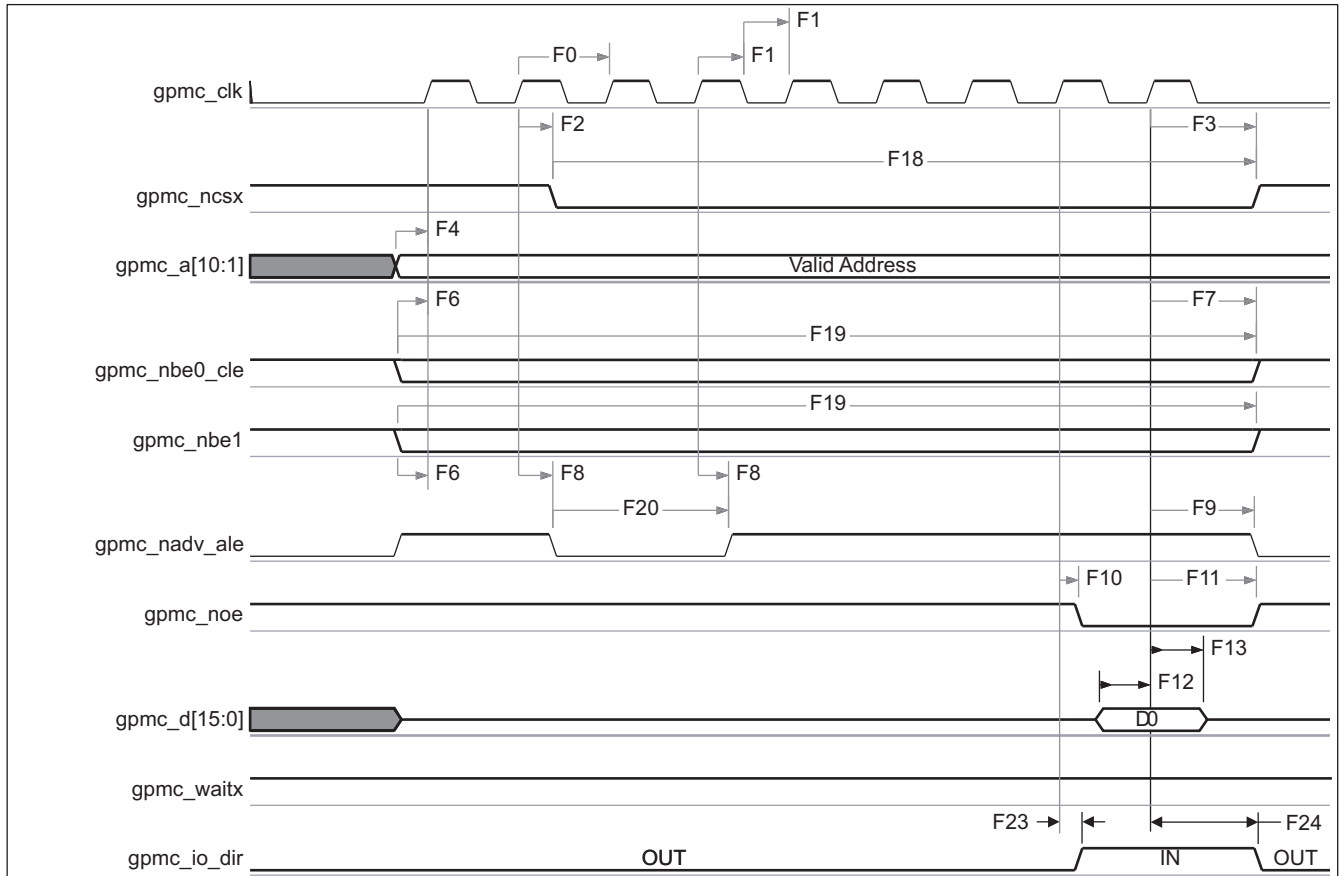 F1
F0 F1
gpmc_clk
F2 F3
F18
gpmc_ncsx
F4
gpmc_a[10:1] Valid Address
F6 F7
F19
gpmc_nbe0_cle
F19
gpmc_nbe1
F6 F8 F8
F20 F9
gpmc_nadv_ale
F10 F11
gpmc_noe
F13
F12
gpmc_d[15:0] D0
gpmc_waitx
F23 F24
gpmc_io_dir OUT IN OUT